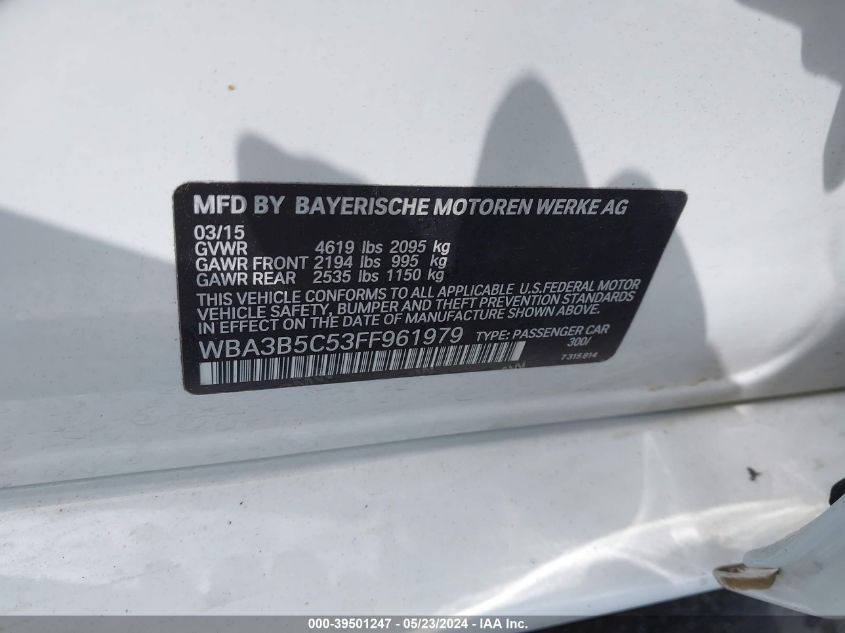 MFD BY BAYERISCHE MOTOREN WERKE AG
03/15
GVWR 4619 lbs 2095 kg
GAWR FRONT 2194 lbs 995 kg
GAWR REAR 2535 lbs 1150 kg
THIS VEHICLE CONFORMS TO ALL APPLICABLE U.S.FEDERAL MOTOR
VEHICLE SAFETY, BUMPER AND THEFT PREVENTION STANDARDS
IN EFFECT ON THE DATE OF MANUFACTURE SHOWN ABOVE.
WBA3B5C53FF961979 TYPE: PASSENGER CAR
300/
7 315 814
000-39501247 - 05/23/2024 - IAA Inc.